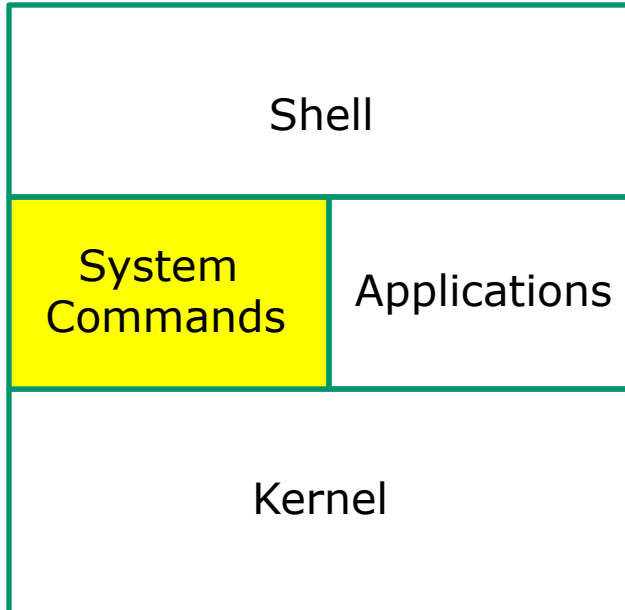 Shell
System
Commands
Applications
Kernel